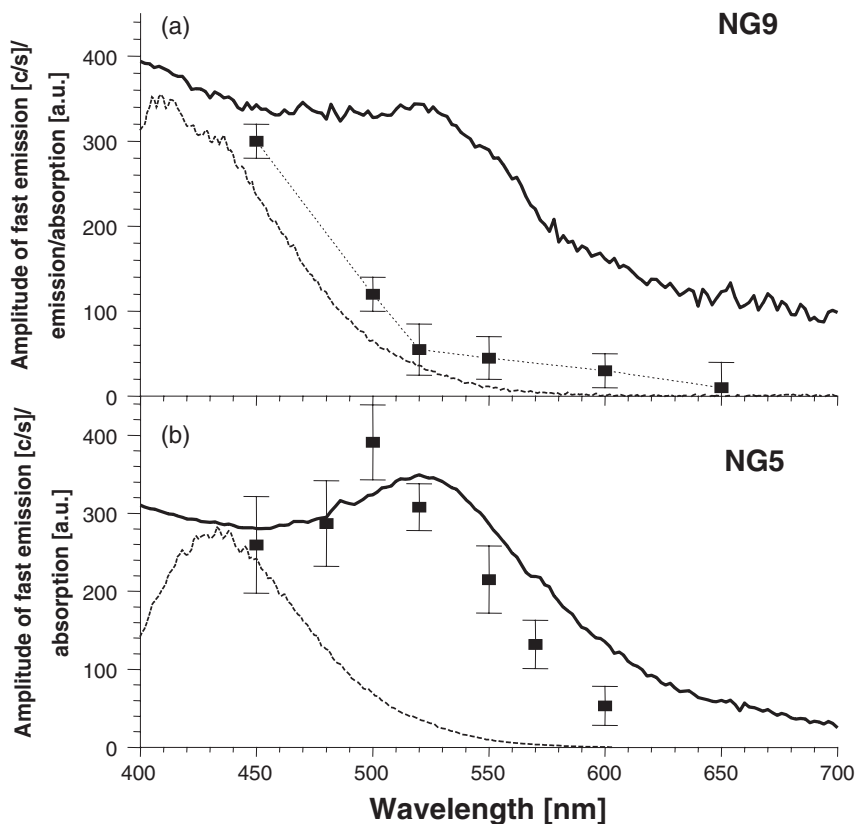 (a)
NG9
Amplitude of fast emission [c/s]/
emission/absorption [a.u.]
400
300
200
100
0
(b)
NG5
Amplitude of fast emission [c/s]/
absorption [a.u.]
400
300
200
100
0
400 450 500 550 600 650 700
Wavelength [nm]